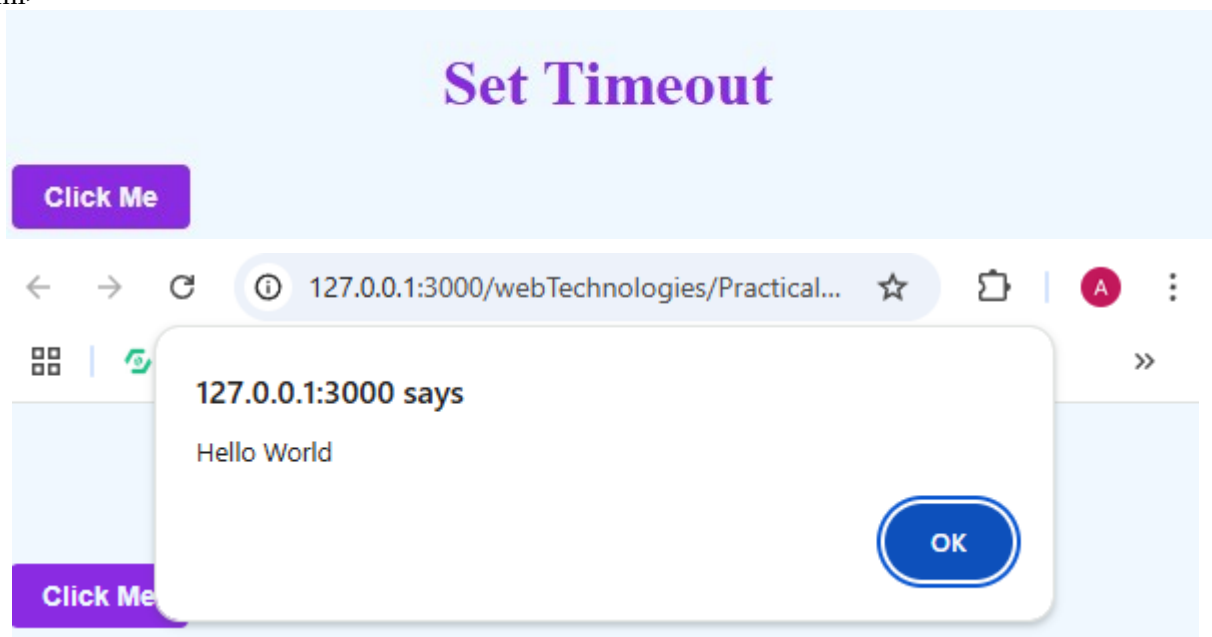 Set Timeout
Click Me
127.0.0.1:3000/webTechnologies/Practical...
A
127.0.0.1:3000 says
Hello World
OK
Click Me